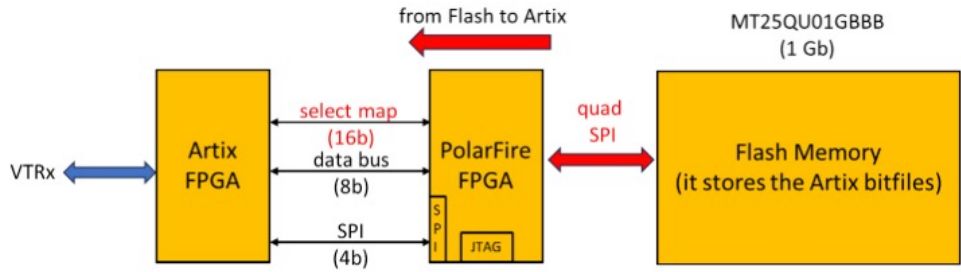 from Flash to Artix
MT25QU01GBBB
(1 Gb)
VTRx
Artix
FPGA
select map
(16b)
data bus
(8b)
SPI
(4b)
PolarFire
FPGA
SPI
JTAG
quad
SPI
Flash Memory
(it stores the Artix bitfiles)